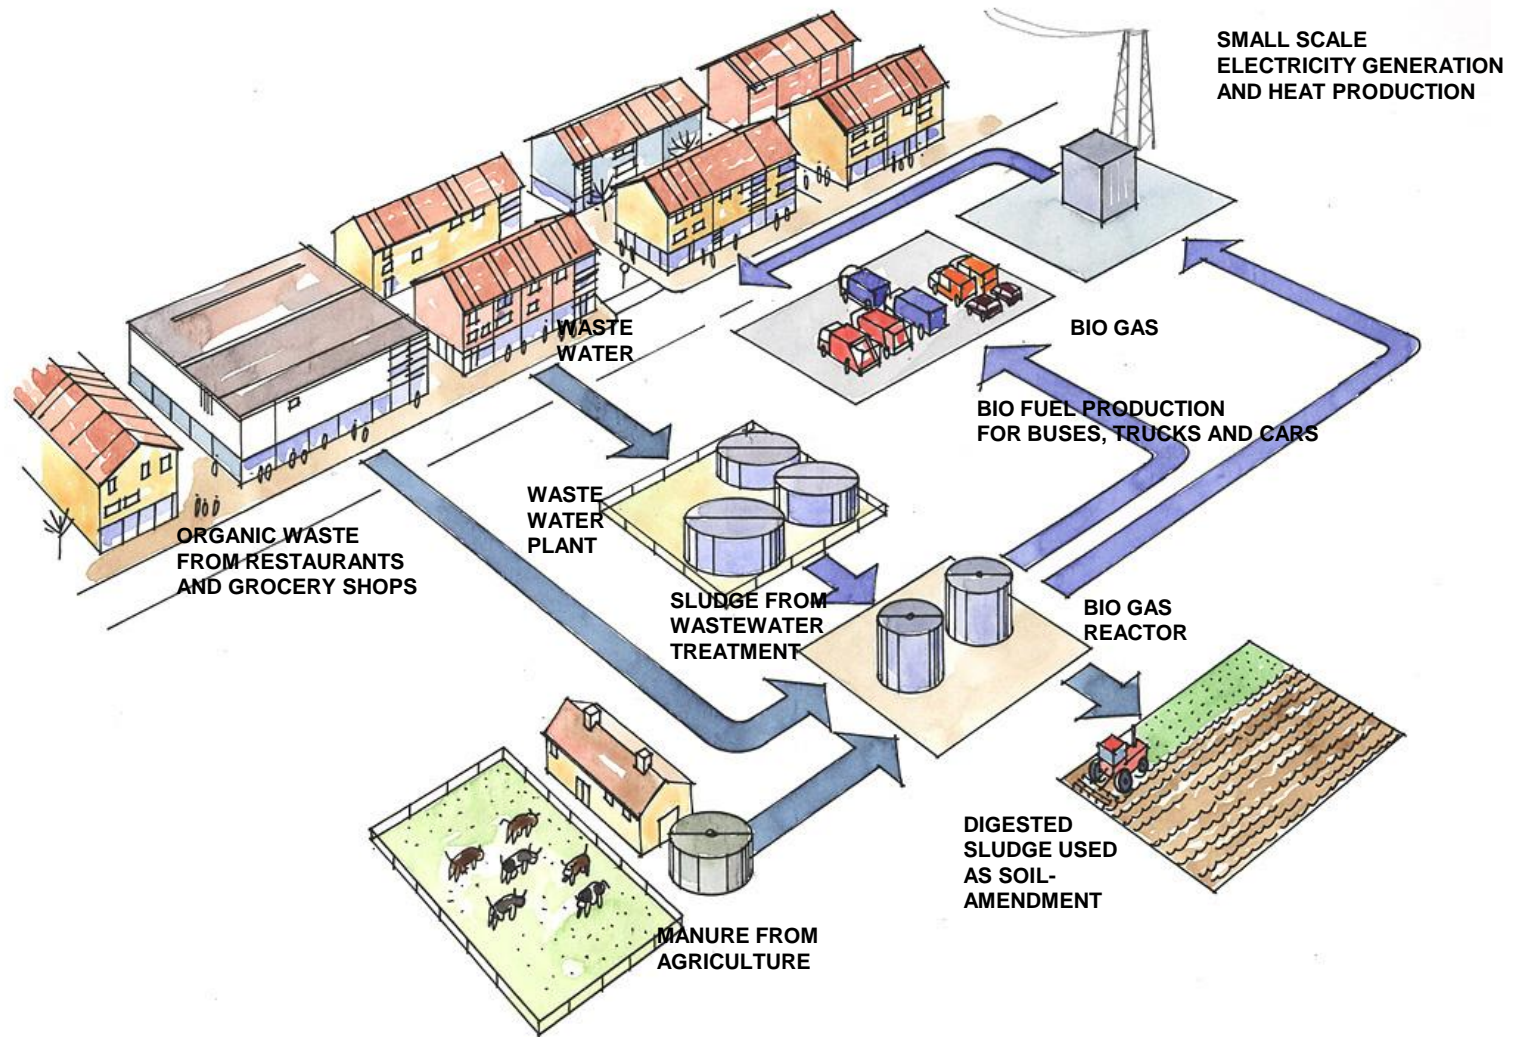 SMALL SCALE
ELECTRICITY GENERATION
AND HEAT PRODUCTION
WASTE
WATER
BIO GAS
BIO FUEL PRODUCTION
FOR BUSES, TRUCKS AND CARS
WASTE
WATER
PLANT
ORGANIC WASTE
FROM RESTAURANTS
AND GROCERY SHOPS
SLUDGE FROM
WASTEWATER
TREATMENT
BIO GAS
REACTOR
DIGESTED
SLUDGE USED
AS SOIL-
AMENDMENT
MANURE FROM
AGRICULTURE